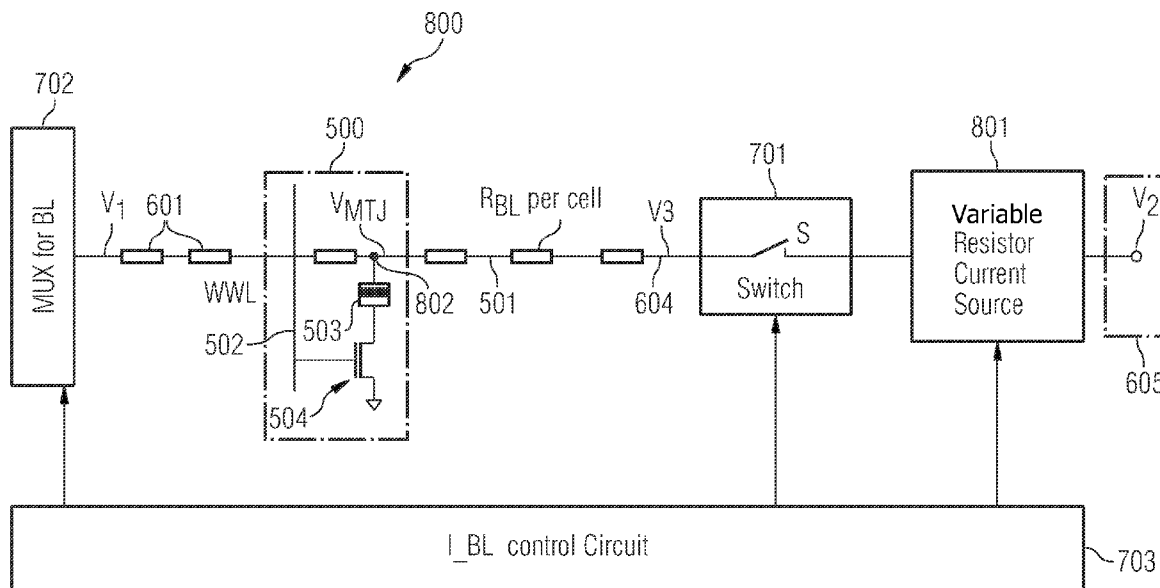 800
702
MUX for BL
V1
601
500
VMTJ
WWL
502
503
504
802
RBL per cell
501
V3
604
701
S
Switch
801
Variable
Resistor
Current
Source
V2
605
I_BL control Circuit
703